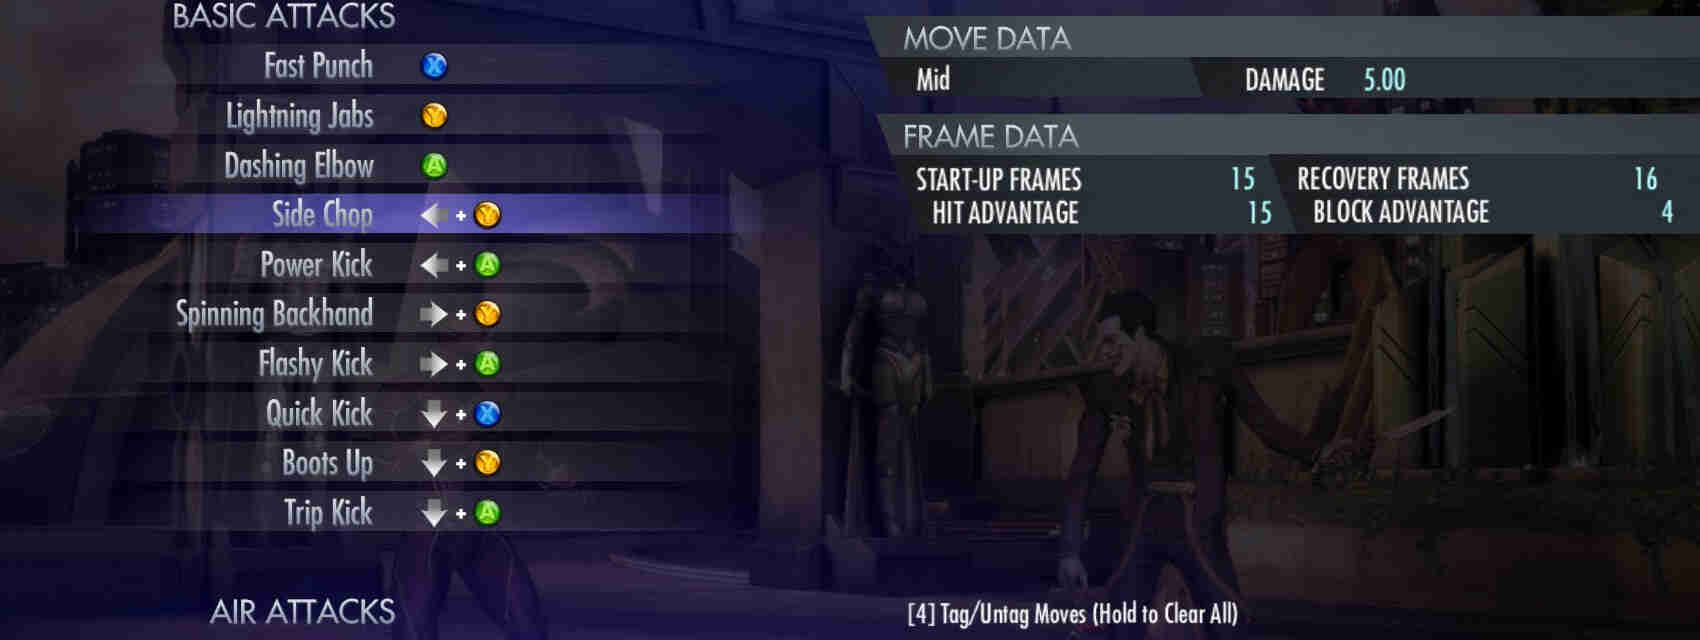 BASIC ATTACKS
Fast Punch X
Lightning Jabs Y
Dashing Elbow A
Side Chop + Y
Power Kick + A
Spinning Backhand + Y
Flashy Kick + A
Quick Kick + X
Boots Up + Y
Trip Kick + A
AIR ATTACKS
MOVE DATA
Mid DAMAGE 5.00
FRAME DATA
START-UP FRAMES 15 RECOVERY FRAMES 16
HIT ADVANTAGE 15 BLOCK ADVANTAGE 4
[4] Tag/Untag Moves (Hold to Clear All)